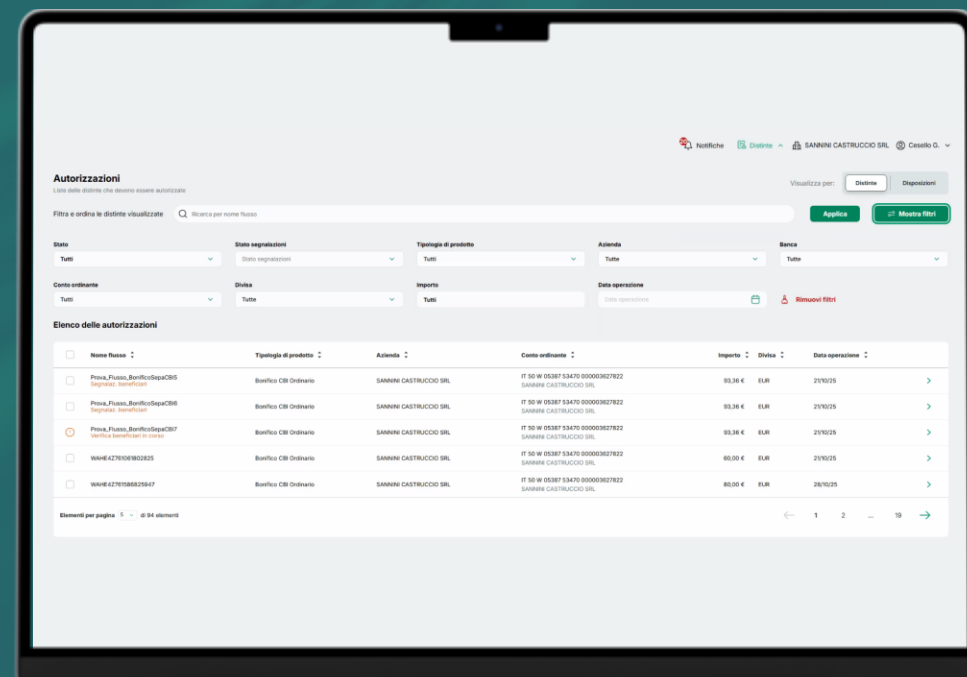 20 Notifiche Distinte SANNINI CASTRUCCIO SRL Cesello G.
Autorizzazioni
Lista delle distinte che devono essere autorizzate
Visualizza per: Distinte Disposizioni
Filtra e ordina le distinte visualizzate Ricerca per nome flusso Applica Mostra filtri
Stato Stato segnalazioni Tipologia di prodotto Azienda Banca
Tutti Stato segnalazioni Tutti Tutte Tutte
Conto ordinante Divisa Importo Data operazione
Tutti Tutte Tutti Data operazione Rimuovi filtri
Elenco delle autorizzazioni
Nome flusso Tipologia di prodotto Azienda Conto ordinante Importo Divisa Data operazione
Prova_Flusso_BonificoSepaCBI5 Bonifico CBI Ordinario SANNINI CASTRUCCIO SRL IT 50 W 05387 53470 000003627822 93,36 € EUR 21/10/25
Segnalaz. beneficiari SANNINI CASTRUCCIO SRL
Prova_Flusso_BonificoSepaCBI6 Bonifico CBI Ordinario SANNINI CASTRUCCIO SRL IT 50 W 05387 53470 000003627822 93,36 € EUR 21/10/25
Segnalaz. beneficiari SANNINI CASTRUCCIO SRL
Prova_Flusso_BonificoSepaCBI7 Bonifico CBI Ordinario SANNINI CASTRUCCIO SRL IT 50 W 05387 53470 000003627822 93,36 € EUR 21/10/25
Verifica beneficiari in corso SANNINI CASTRUCCIO SRL
WAHE4Z761061802825 Bonifico CBI Ordinario SANNINI CASTRUCCIO SRL IT 50 W 05387 53470 000003627822 60,00 € EUR 21/10/25
SANNINI CASTRUCCIO SRL
WAHE4Z761586825947 Bonifico CBI Ordinario SANNINI CASTRUCCIO SRL IT 50 W 05387 53470 000003627822 80,00 € EUR 28/10/25
SANNINI CASTRUCCIO SRL
Elementi per pagina 5 di 94 elementi 1 2 ... 19